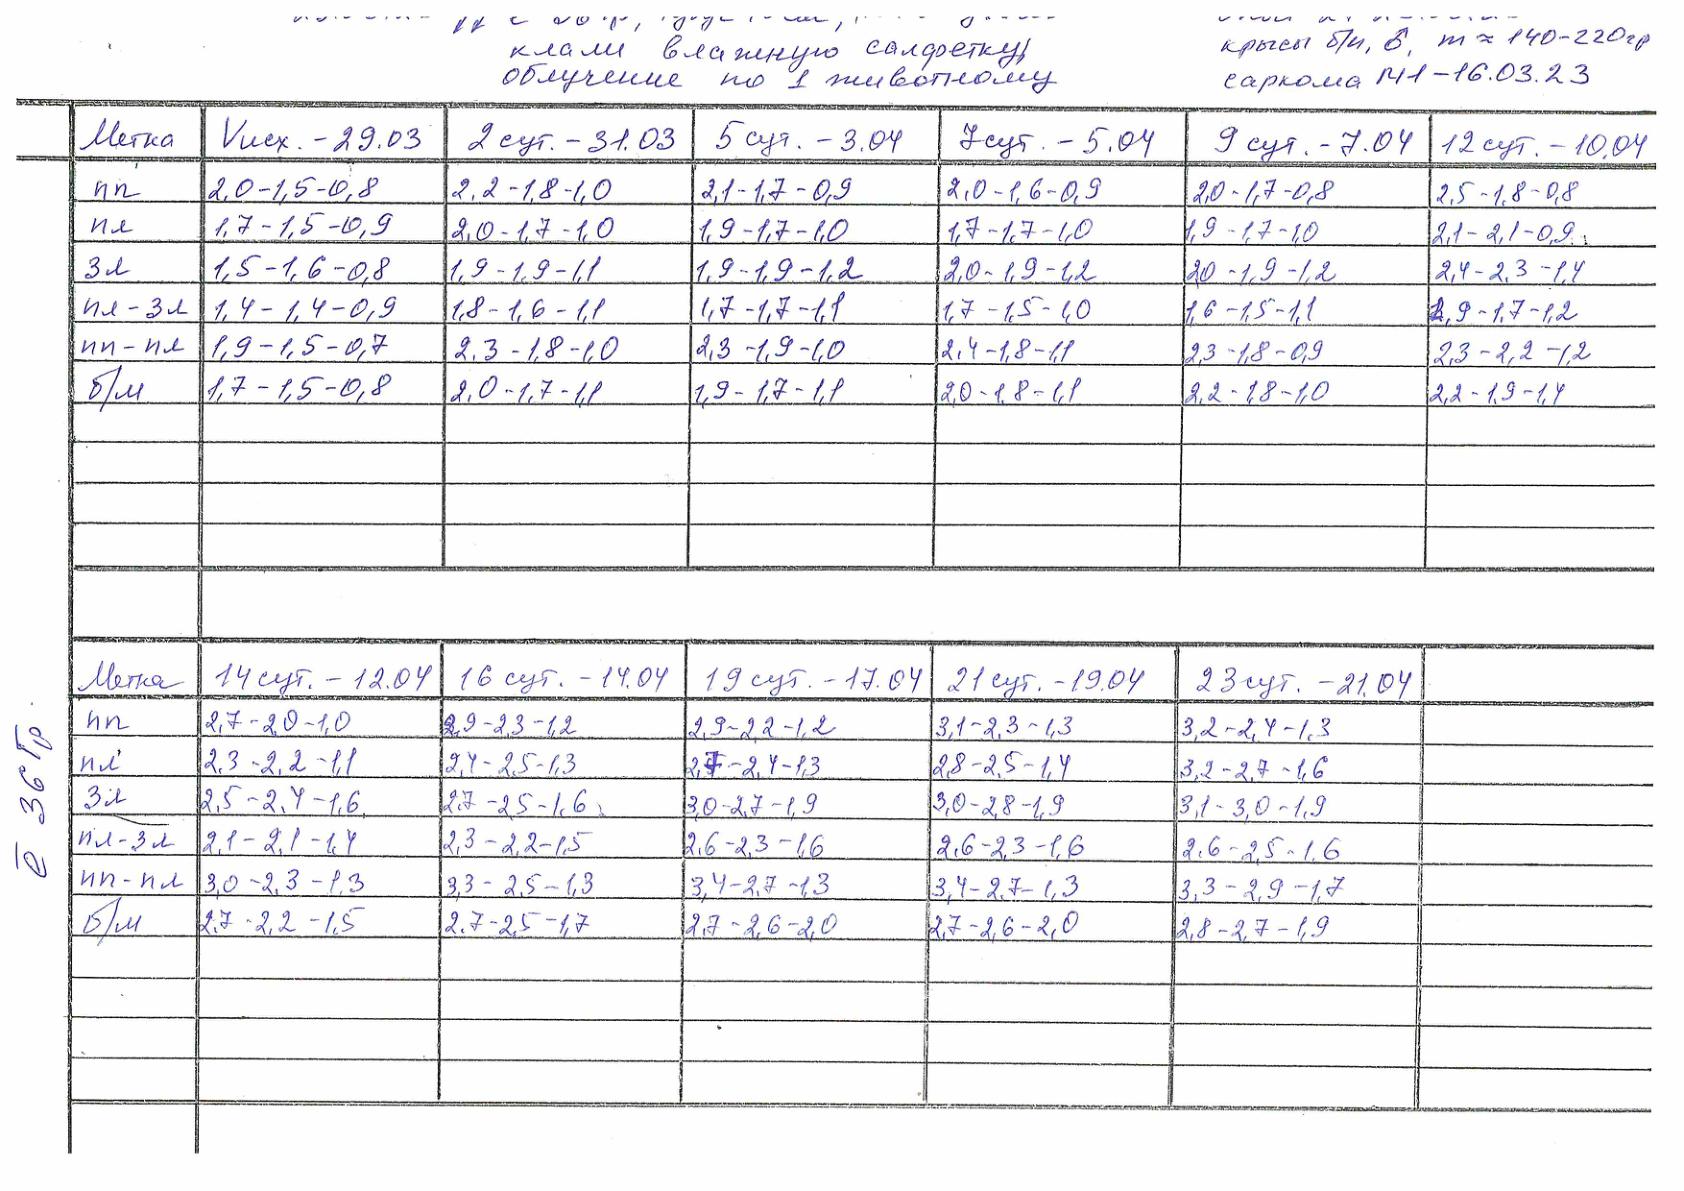 клали влажную салфетку,
облучение по 1 животному
крысы б/п, ♂, m ≈ 140-220гр
саркома М1-16.03.23
Метка Vисх. - 29.03 2 сут. - 31.03 5 сут. - 3.04 7 сут. - 5.04 9 сут. - 7.04 12 сут. - 10.04
пп 2,0-1,5-0,8 2,2-1,8-1,0 2,1-1,7-0,9 2,0-1,6-0,9 2,0-1,7-0,8 2,5-1,8-0,8
пл 1,7-1,5-0,9 2,0-1,7-1,0 1,9-1,7-1,0 1,7-1,7-1,0 1,9-1,7-1,0 2,1-2,1-0,9
Зл 1,5-1,6-0,8 1,9-1,9-1,1 1,9-1,9-1,2 2,0-1,9-1,2 2,0-1,9-1,2 2,4-2,3-1,4
пл-Зл 1,4-1,4-0,9 1,8-1,6-1,1 1,7-1,7-1,1 1,7-1,5-1,0 1,6-1,5-1,1 1,9-1,7-1,2
пп-пл 1,9-1,5-0,7 2,3-1,8-1,0 2,3-1,9-1,0 2,4-1,8-1,1 2,3-1,8-0,9 2,3-2,2-1,2
б/м 1,7-1,5-0,8 2,0-1,7-1,1 1,9-1,7-1,1 2,0-1,8-1,1 2,2-1,8-1,0 2,2-1,9-1,4
Метка 14 сут. - 12.04 16 сут. - 14.04 19 сут. - 17.04 21 сут. - 19.04 23 сут. - 21.04
пп 2,7-2,0-1,0 2,9-2,3-1,2 2,9-2,2-1,2 3,1-2,3-1,3 3,2-2,4-1,3
пл 2,3-2,2-1,1 2,4-2,5-1,3 2,7-2,4-1,3 2,8-2,5-1,4 3,2-2,7-1,6
Зл 2,5-2,4-1,6 2,7-2,5-1,6 3,0-2,7-1,9 3,0-2,8-1,9 3,1-3,0-1,9
пл-Зл 2,1-2,1-1,4 2,3-2,2-1,5 2,6-2,3-1,6 2,6-2,3-1,6 2,6-2,5-1,6
пп-пл 3,0-2,3-1,3 3,3-2,5-1,3 3,4-2,7-1,3 3,4-2,7-1,3 3,3-2,9-1,7
б/м 2,7-2,2-1,5 2,7-2,5-1,7 2,7-2,6-2,0 2,7-2,6-2,0 2,8-2,7-1,9
36 Гр